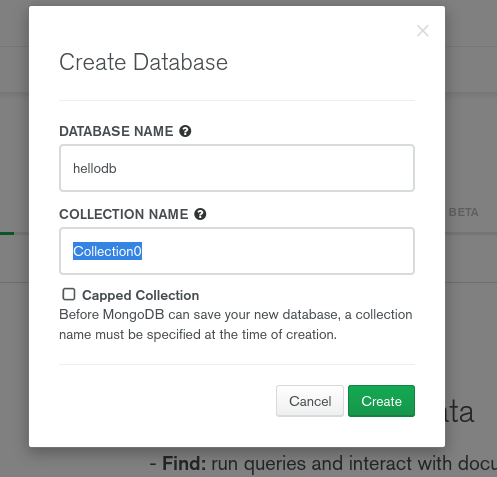 ×
Create Database
DATABASE NAME ?
hellodb
COLLECTION NAME ?
BETA
Collection0
Capped Collection
Before MongoDB can save your new database, a collection
name must be specified at the time of creation.
Cancel Create
ata
- Find: run queries and interact with docu